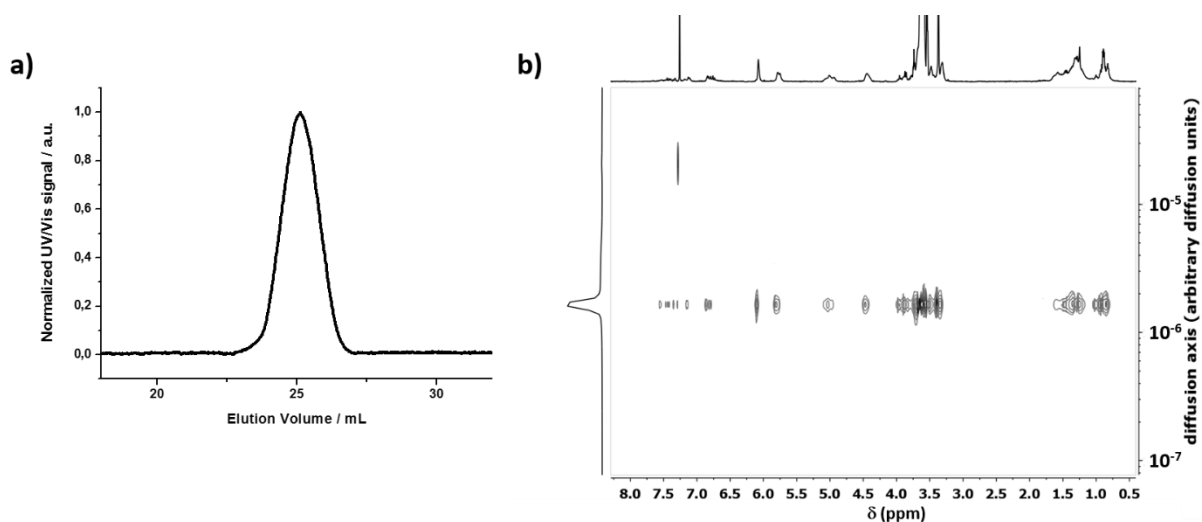 a)
Normalized UV/Vis signal / a.u.
1,0
0,8
0,6
0,4
0,2
0,0
20
25
30
Elution Volume / mL
b)
diffusion axis (arbitrary diffusion units)
10⁻⁵
10⁻⁶
10⁻⁷
8.0 7.5 7.0 6.5 6.0 5.5 5.0 4.5 4.0 3.5 3.0 2.5 2.0 1.5 1.0 0.5
δ (ppm)